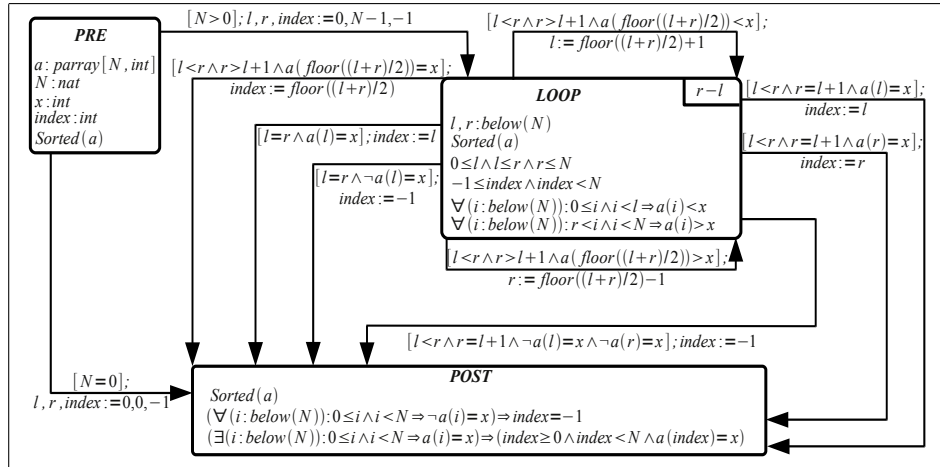 [N>0]; l, r, index:=0, N−1, −1
[l<r∧r>l+1∧a( floor((l+r)/2))<x];
l:= floor((l+r)/2)+1
PRE
a: parray[N, int]
N: nat
x: int
index: int
Sorted(a)
[l<r∧r>l+1∧a( floor((l+r)/2))=x];
index:= floor((l+r)/2)
LOOP
r−l
[l<r∧r=l+1∧a(l)=x];
index:=l
l, r: below(N)
Sorted(a)
0≤l∧l≤r∧r≤N
−1≤index∧index<N
∀(i: below(N)):0≤i∧i<l⇒a(i)<x
∀(i: below(N)):r<i∧i<N⇒a(i)>x
[l=r∧a(l)=x];index:=l
[l<r∧r=l+1∧a(r)=x];
index:=r
[l=r∧¬a(l)=x];
index:=−1
[l<r∧r>l+1∧a( floor((l+r)/2))>x];
r:= floor((l+r)/2)−1
[l<r∧r=l+1∧¬a(l)=x∧¬a(r)=x];index:=−1
[N=0];
l, r, index:=0,0,−1
POST
Sorted(a)
(∀(i: below(N)):0≤i∧i<N⇒¬a(i)=x)⇒index=−1
(∃(i: below(N)):0≤i∧i<N⇒a(i)=x)⇒(index≥0∧index<N∧a(index)=x)